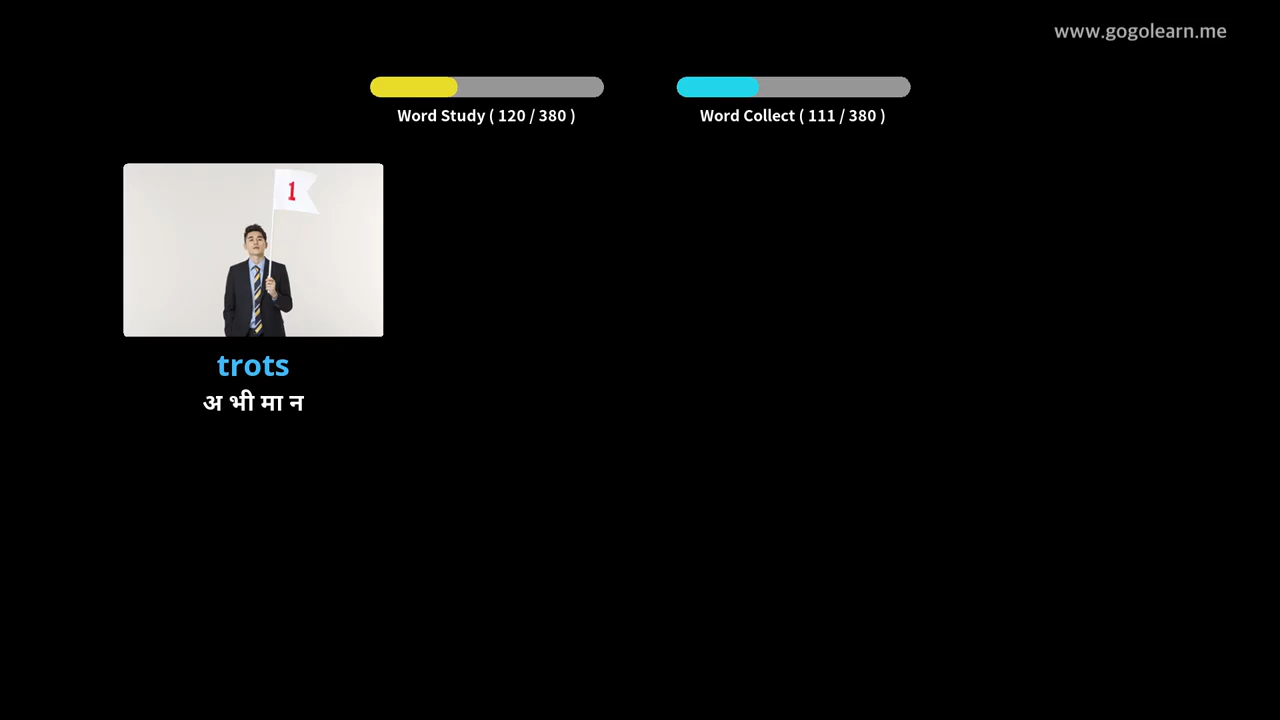 www.gogolearn.me
Word Study ( 120 / 380 )
Word Collect ( 111 / 380 )
1
trots
अ भी मा न